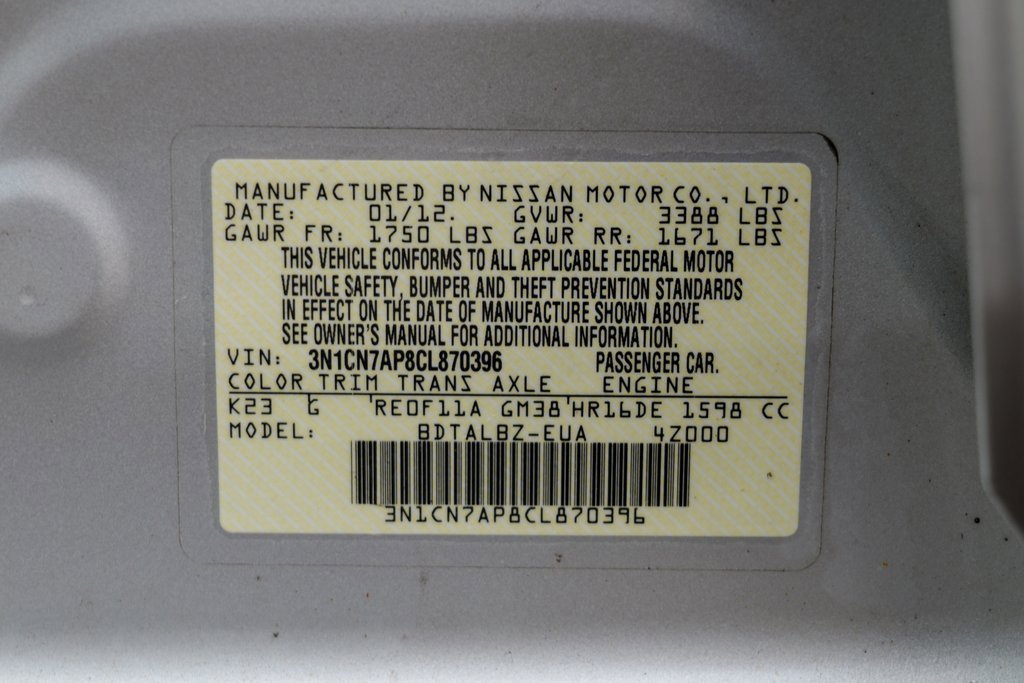 MANUFACTURED BY NISSAN MOTOR CO., LTD.
DATE: 01/12. GVWR: 3388 LBS
GAWR FR: 1750 LBS GAWR RR: 1671 LBS
THIS VEHICLE CONFORMS TO ALL APPLICABLE FEDERAL MOTOR
VEHICLE SAFETY, BUMPER AND THEFT PREVENTION STANDARDS
IN EFFECT ON THE DATE OF MANUFACTURE SHOWN ABOVE.
SEE OWNER'S MANUAL FOR ADDITIONAL INFORMATION.
VIN: 3N1CN7AP8CL870396 PASSENGER CAR.
COLOR TRIM TRANS AXLE ENGINE
K23 G RE0F11A GM38 HR16DE 1598 CC
MODEL: BDTALBZ-EUA 4Z000
3N1CN7AP8CL870396